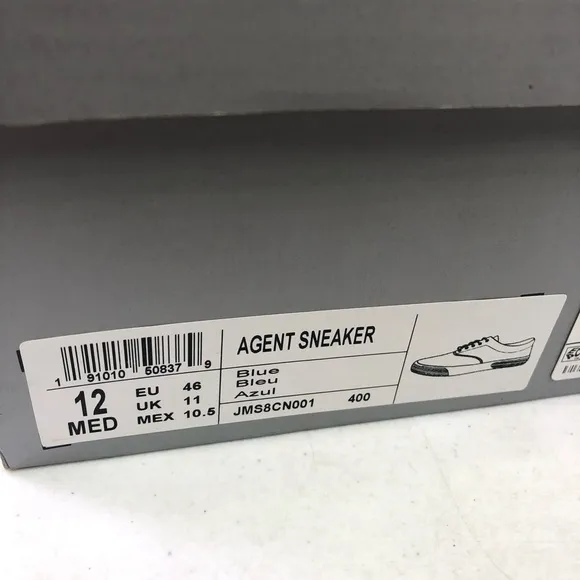 1 91010 50837 9
12
MED
EU 46
UK 11
MEX 10.5
AGENT SNEAKER
Blue
Bleu
Azul
JMS8CN001 400